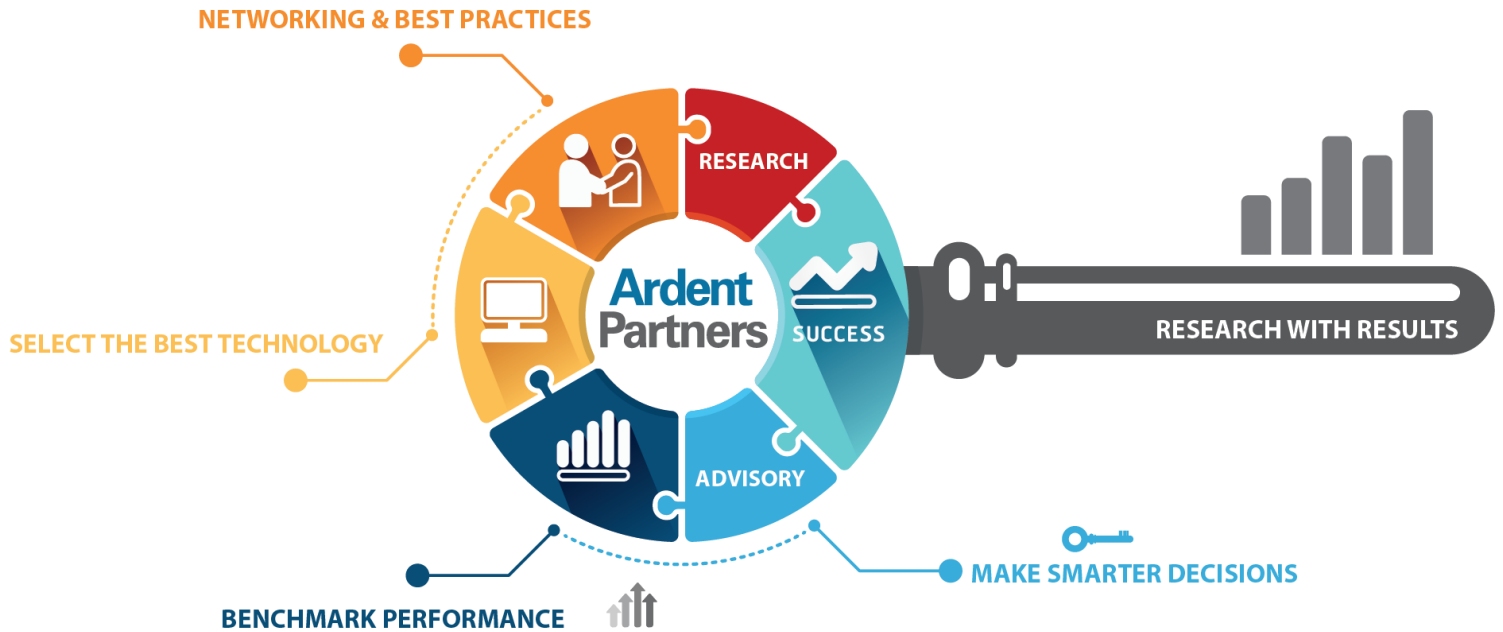 NETWORKING & BEST PRACTICES
RESEARCH
Ardent
Partners
SUCCESS
RESEARCH WITH RESULTS
SELECT THE BEST TECHNOLOGY
ADVISORY
MAKE SMARTER DECISIONS
BENCHMARK PERFORMANCE